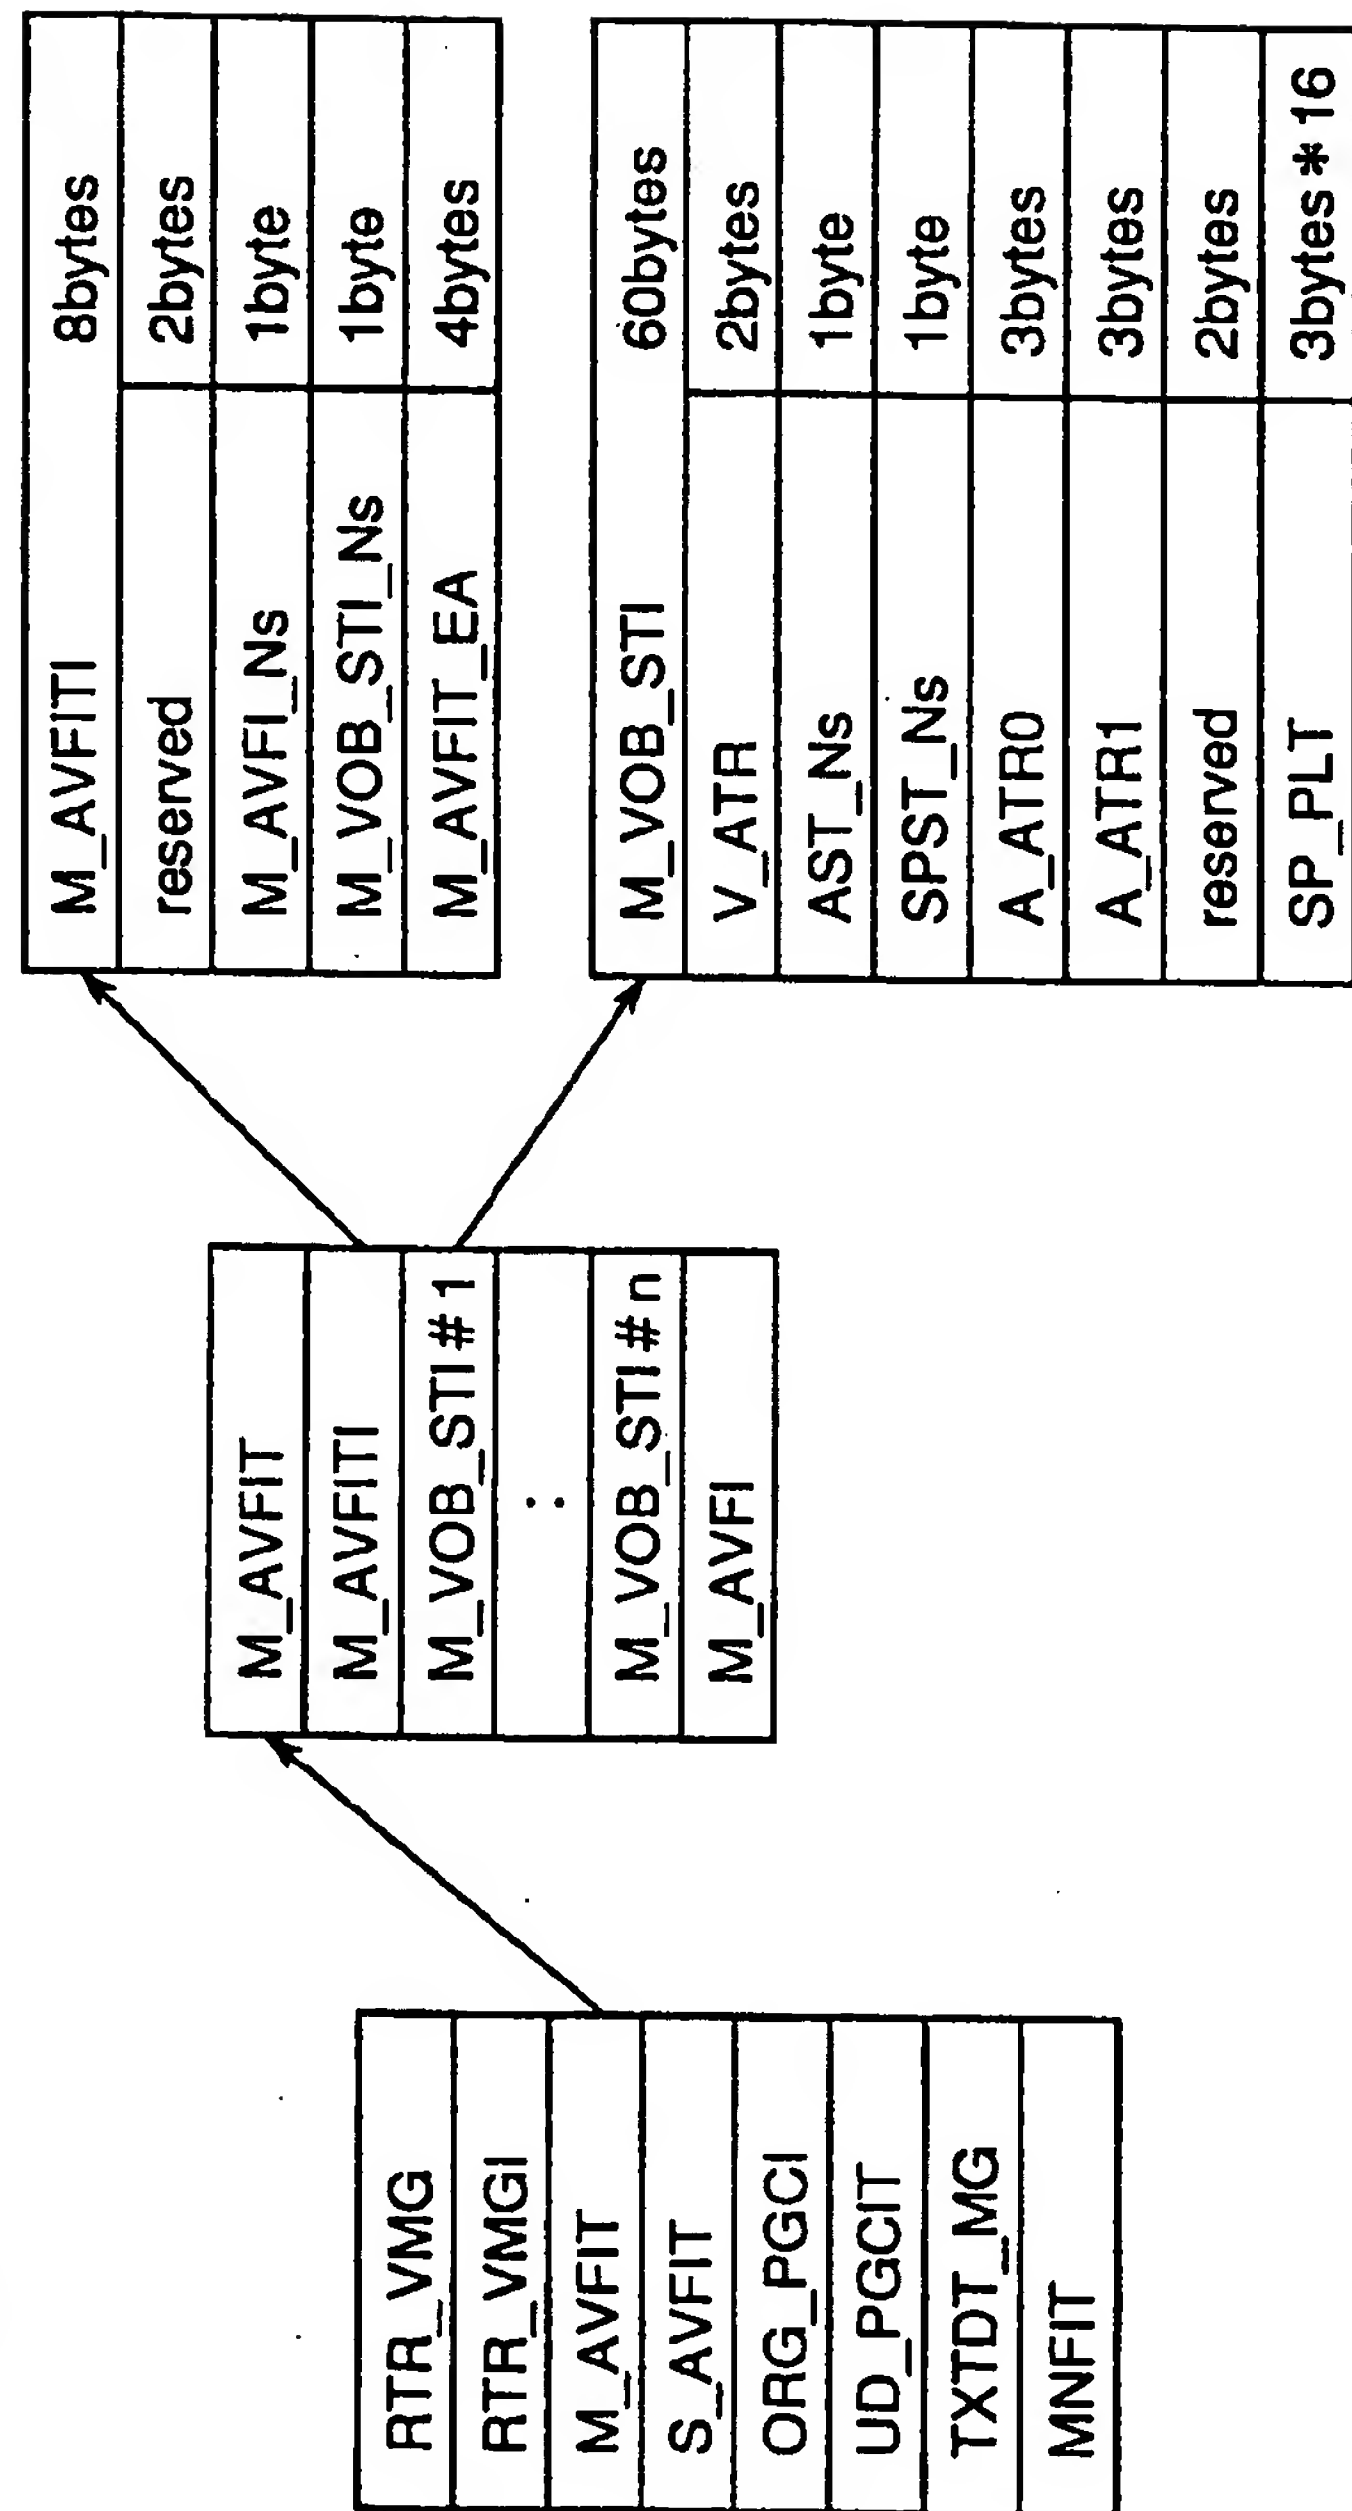 RTR_VMG
RTR_VMGI
M_AVFIT
S_AVFIT
ORG_PGCI
UD_PGCIT
TXTDT_MG
MNFIT
M_AVFIT
M_AVFITI
M_VOB_STI#1
:
M_VOB_STI#n
M_AVFI
M_AVFITI 8bytes
reserved 2bytes
M_AVFI_Ns 1byte
M_VOB_STI_Ns 1byte
M_AVFIT_EA 4bytes
M_VOB_STI 60bytes
V_ATR 2bytes
AST_Ns 1byte
SPST_Ns 1byte
A_ATR0 3bytes
A_ATR1 3bytes
reserved 2bytes
SP_PLT 3bytes*16